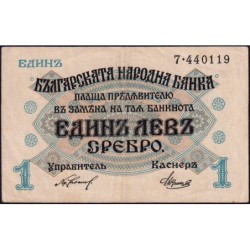 ЕДИНЪ
7·440119
БЪЛГАРСКАТА НАРОДНА БАНКА
ПЛАЩА ПРѢДЯВИТЕЛЮ
ВЪ ЗАМѢНА НА ТАЯ БАНКНОТА
ЕДИНЪ ЛЕВЪ
СРЕБРО.
Управитель Касиеръ
1 1